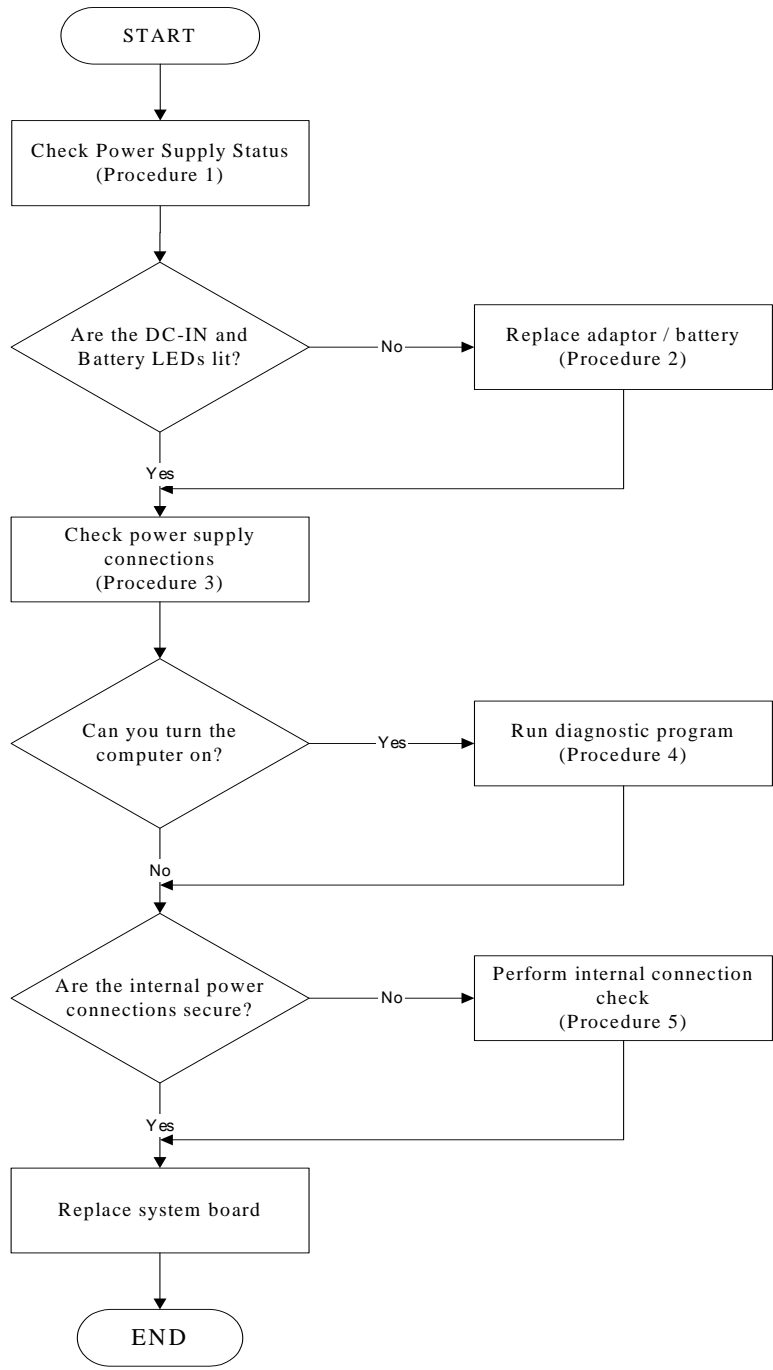 START
Check Power Supply Status
(Procedure 1)
Are the DC-IN and
Battery LEDs lit?
No
Replace adaptor / battery
(Procedure 2)
Yes
Check power supply
connections
(Procedure 3)
Can you turn the
computer on?
Yes
Run diagnostic program
(Procedure 4)
No
Are the internal power
connections secure?
No
Perform internal connection
check
(Procedure 5)
Yes
Replace system board
END